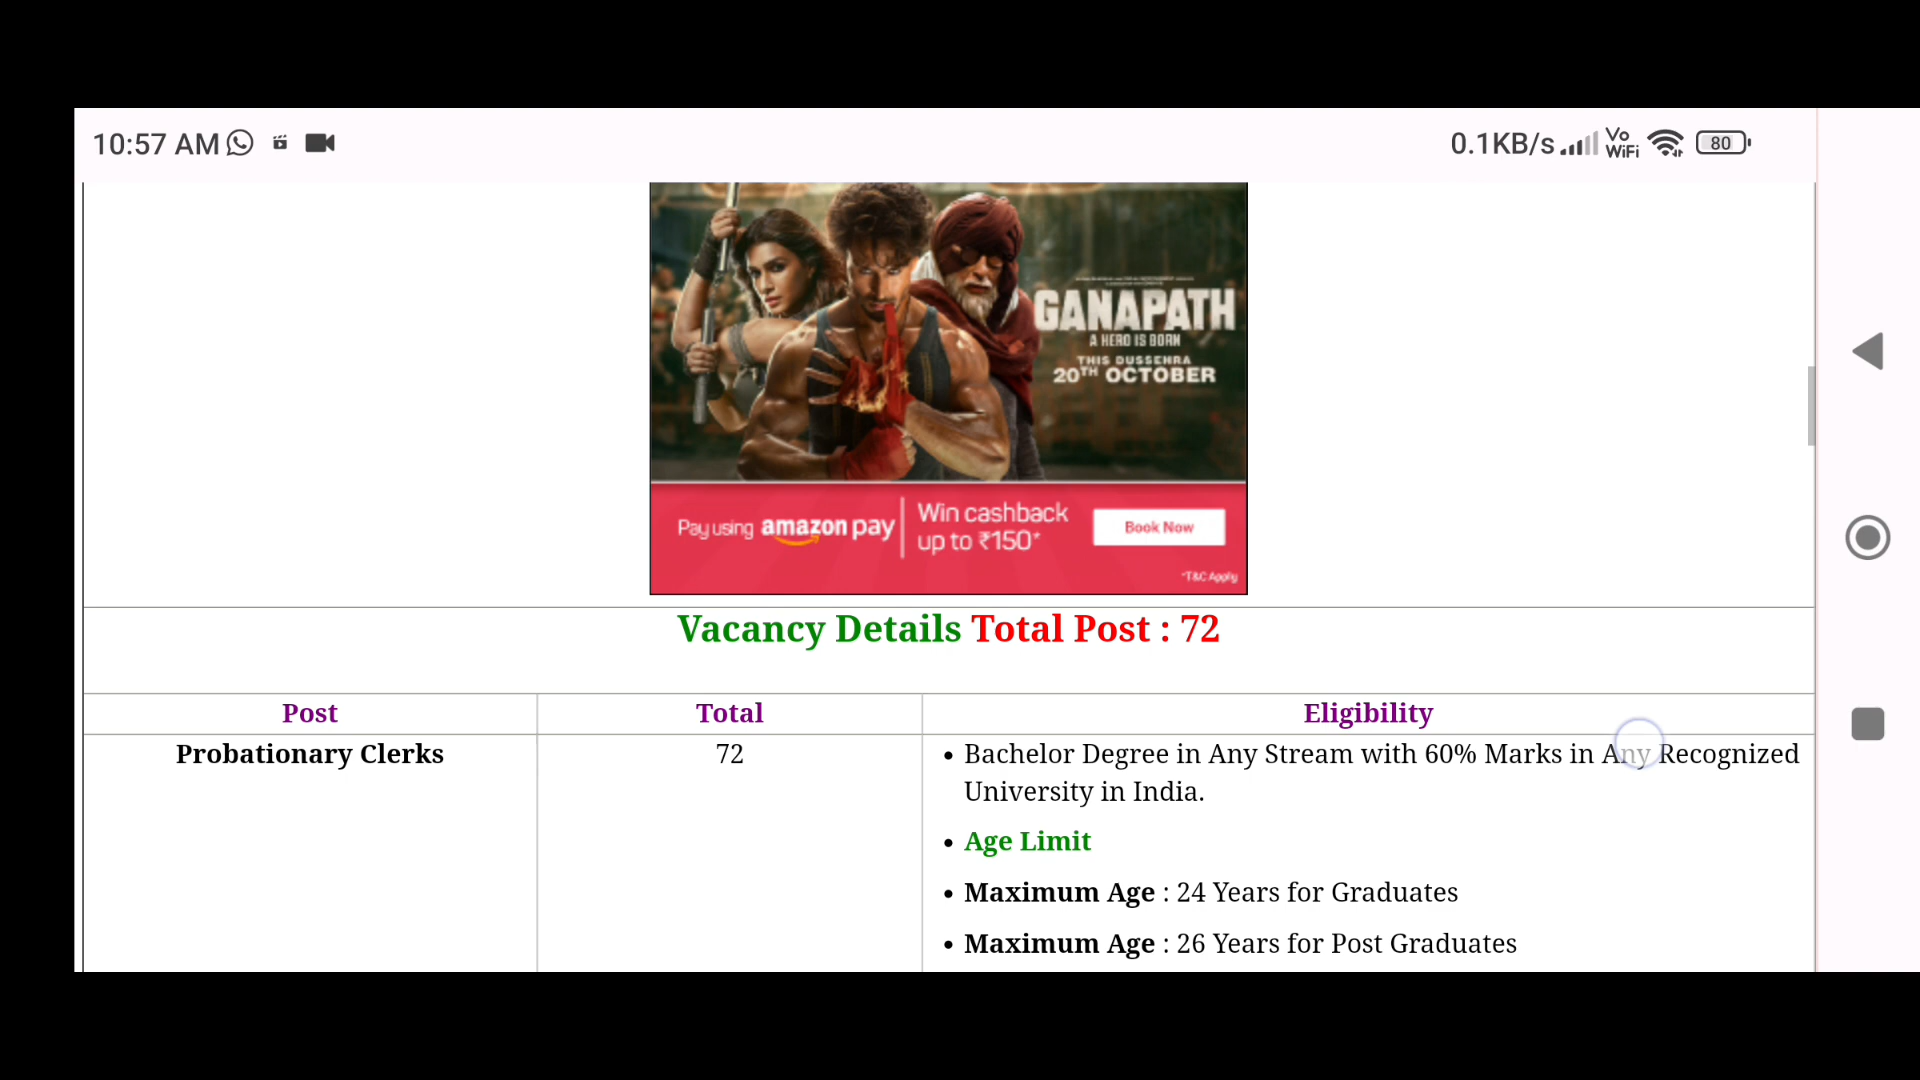 10:57 AM
0.1KB/s Vo WiFi 80
GANAPATH
A HERO IS BORN
THIS DUSSEHRA
20TH OCTOBER
Pay using amazon pay
Win cashback
up to ₹150*
Book Now
*T&C Apply
Vacancy Details Total Post : 72
Post Total Eligibility
Probationary Clerks 72
• Bachelor Degree in Any Stream with 60% Marks in Any Recognized
University in India.
• Age Limit
• Maximum Age : 24 Years for Graduates
• Maximum Age : 26 Years for Post Graduates